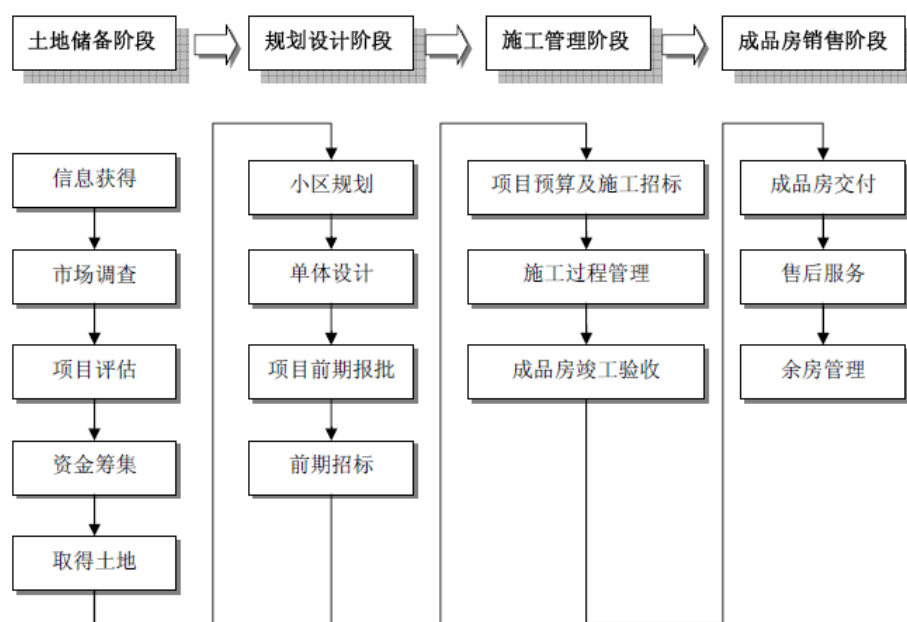 土地储备阶段
规划设计阶段
施工管理阶段
成品房销售阶段
信息获得
市场调查
项目评估
资金筹集
取得土地
小区规划
单体设计
项目前期报批
前期招标
项目预算及施工招标
施工过程管理
成品房竣工验收
成品房交付
售后服务
余房管理